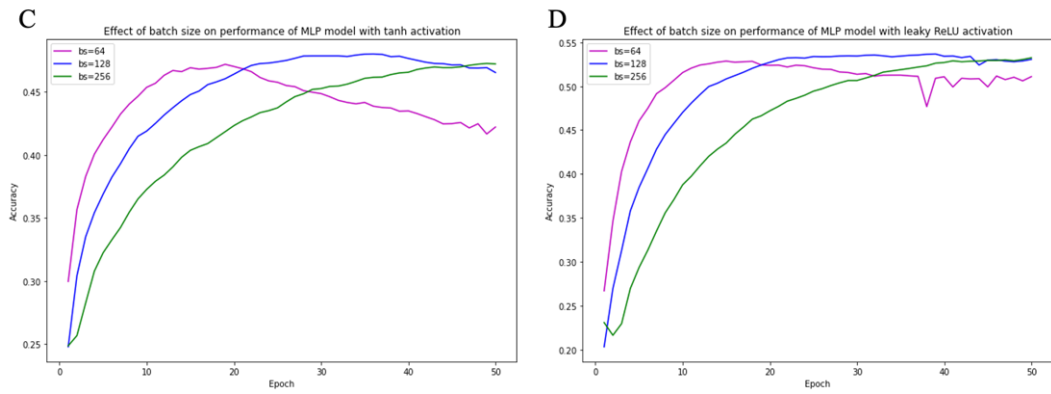 C
Effect of batch size on performance of MLP model with tanh activation
bs=64
bs=128
bs=256
0.45
0.40
0.35
0.30
0.25
Accuracy
0 10 20 30 40 50
Epoch
D
Effect of batch size on performance of MLP model with leaky ReLU activation
bs=64
bs=128
bs=256
0.55
0.50
0.45
0.40
0.35
0.30
0.25
0.20
Accuracy
0 10 20 30 40 50
Epoch